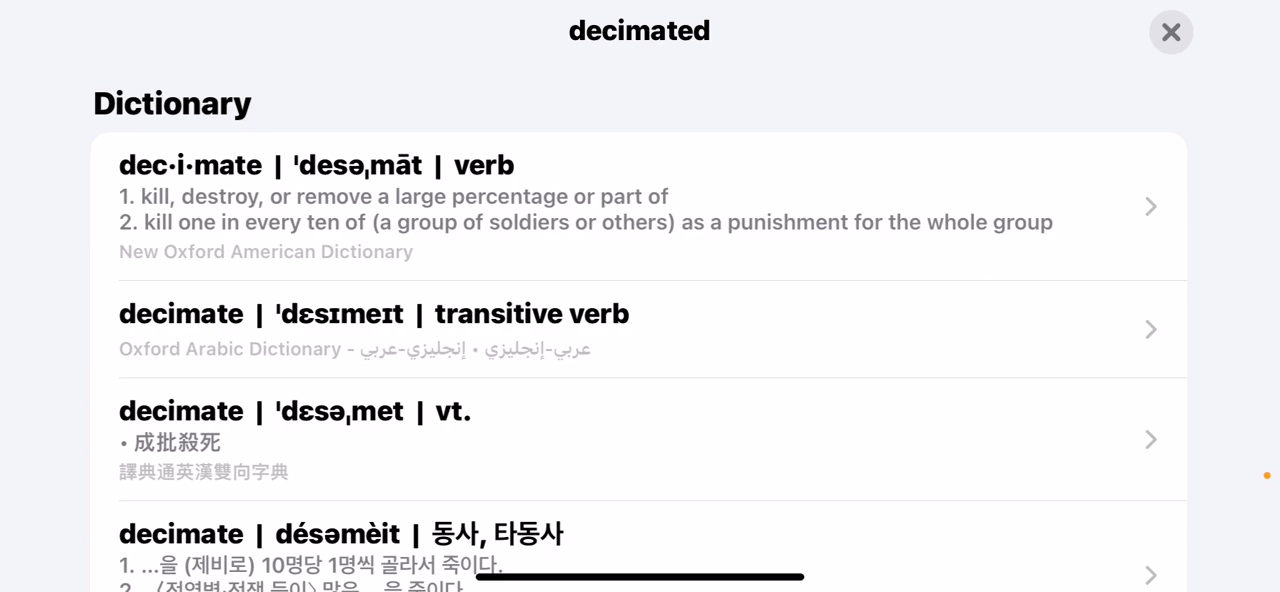 decimated
Dictionary
dec·i·mate | ˈdesəˌmāt | verb
1. kill, destroy, or remove a large percentage or part of
2. kill one in every ten of (a group of soldiers or others) as a punishment for the whole group
New Oxford American Dictionary
decimate | ˈdɛsɪmeɪt | transitive verb
Oxford Arabic Dictionary - عربي-إنجليزي • إنجليزي-عربي
decimate | ˈdɛsəˌmet | vt.
• 成批殺死
譯典通英漢雙向字典
decimate | désəmèit | 동사, 타동사
1. ...을 (제비로) 10명당 1명씩 골라서 죽이다.